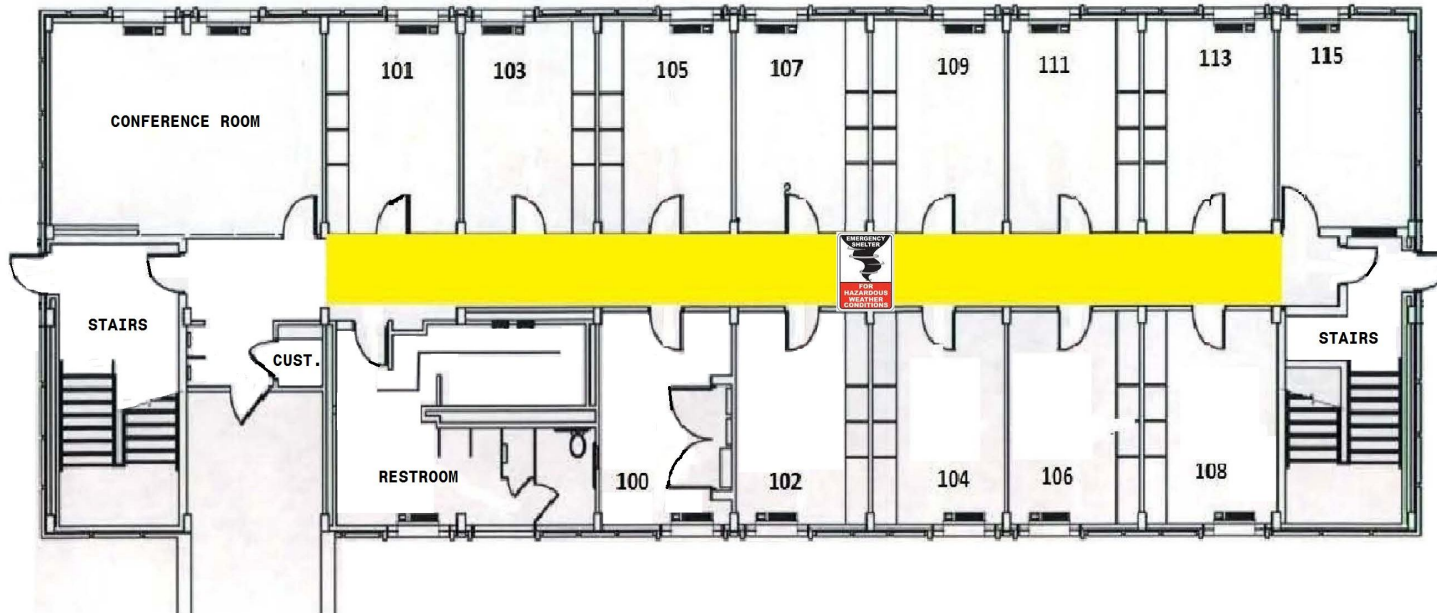 101
103
105
107
109
111
113
115
CONFERENCE ROOM
EMERGENCY
SHELTER
FOR
HAZARDOUS
WEATHER
CONDITIONS
STAIRS
STAIRS
CUST.
RESTROOM
100
102
104
106
108